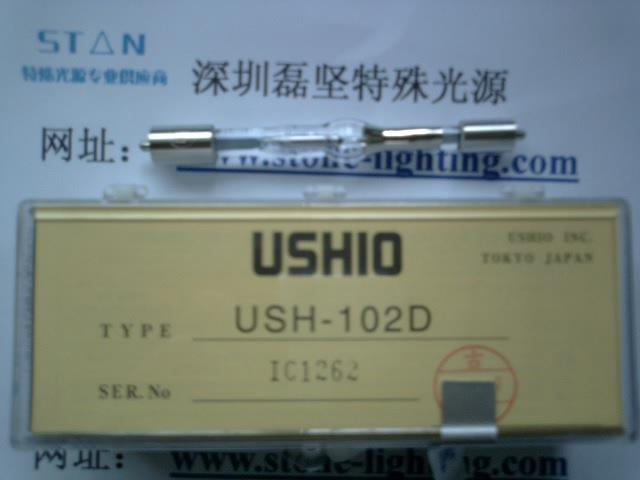 STAN
特殊光源专业供应商
深圳磊坚特殊光源
网址：
www.stone-lighting.com
USHIO
USHIO INC.
TOKYO JAPAN
TYPE USH-102D
SER.No IC1262
吉
网址：
www.stone-lighting.com